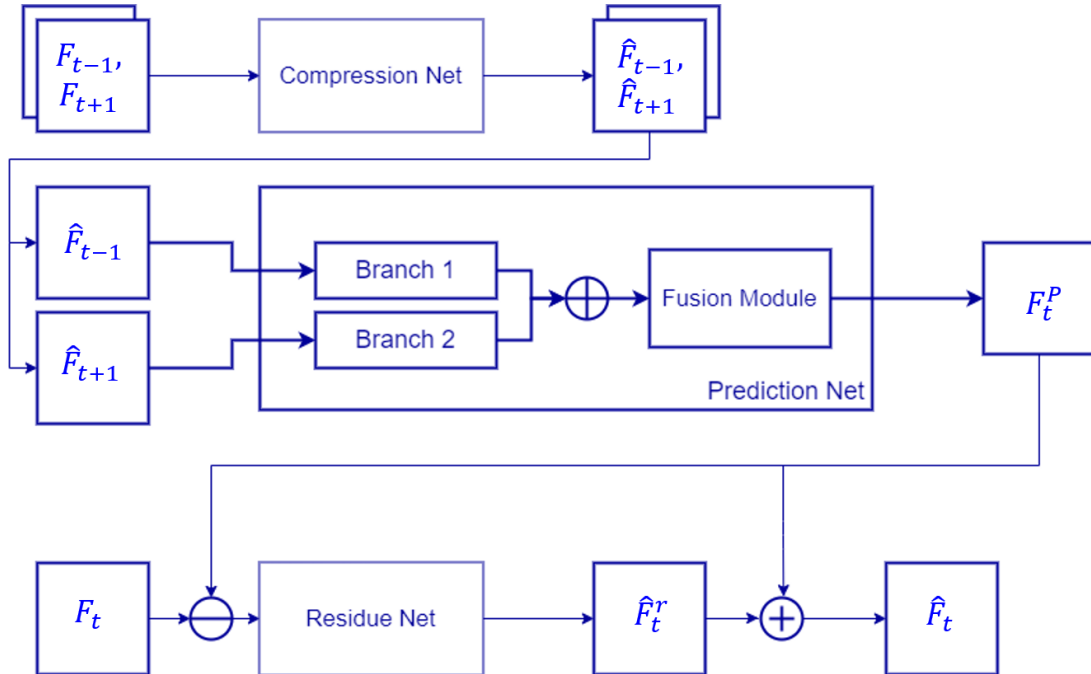 F_{t−1},
F_{t+1}
Compression Net
F̂_{t−1},
F̂_{t+1}
F̂_{t−1}
Branch 1
Fusion Module
F_t^P
Branch 2
F̂_{t+1}
Prediction Net
F_t
Residue Net
F̂_t^r
F̂_t